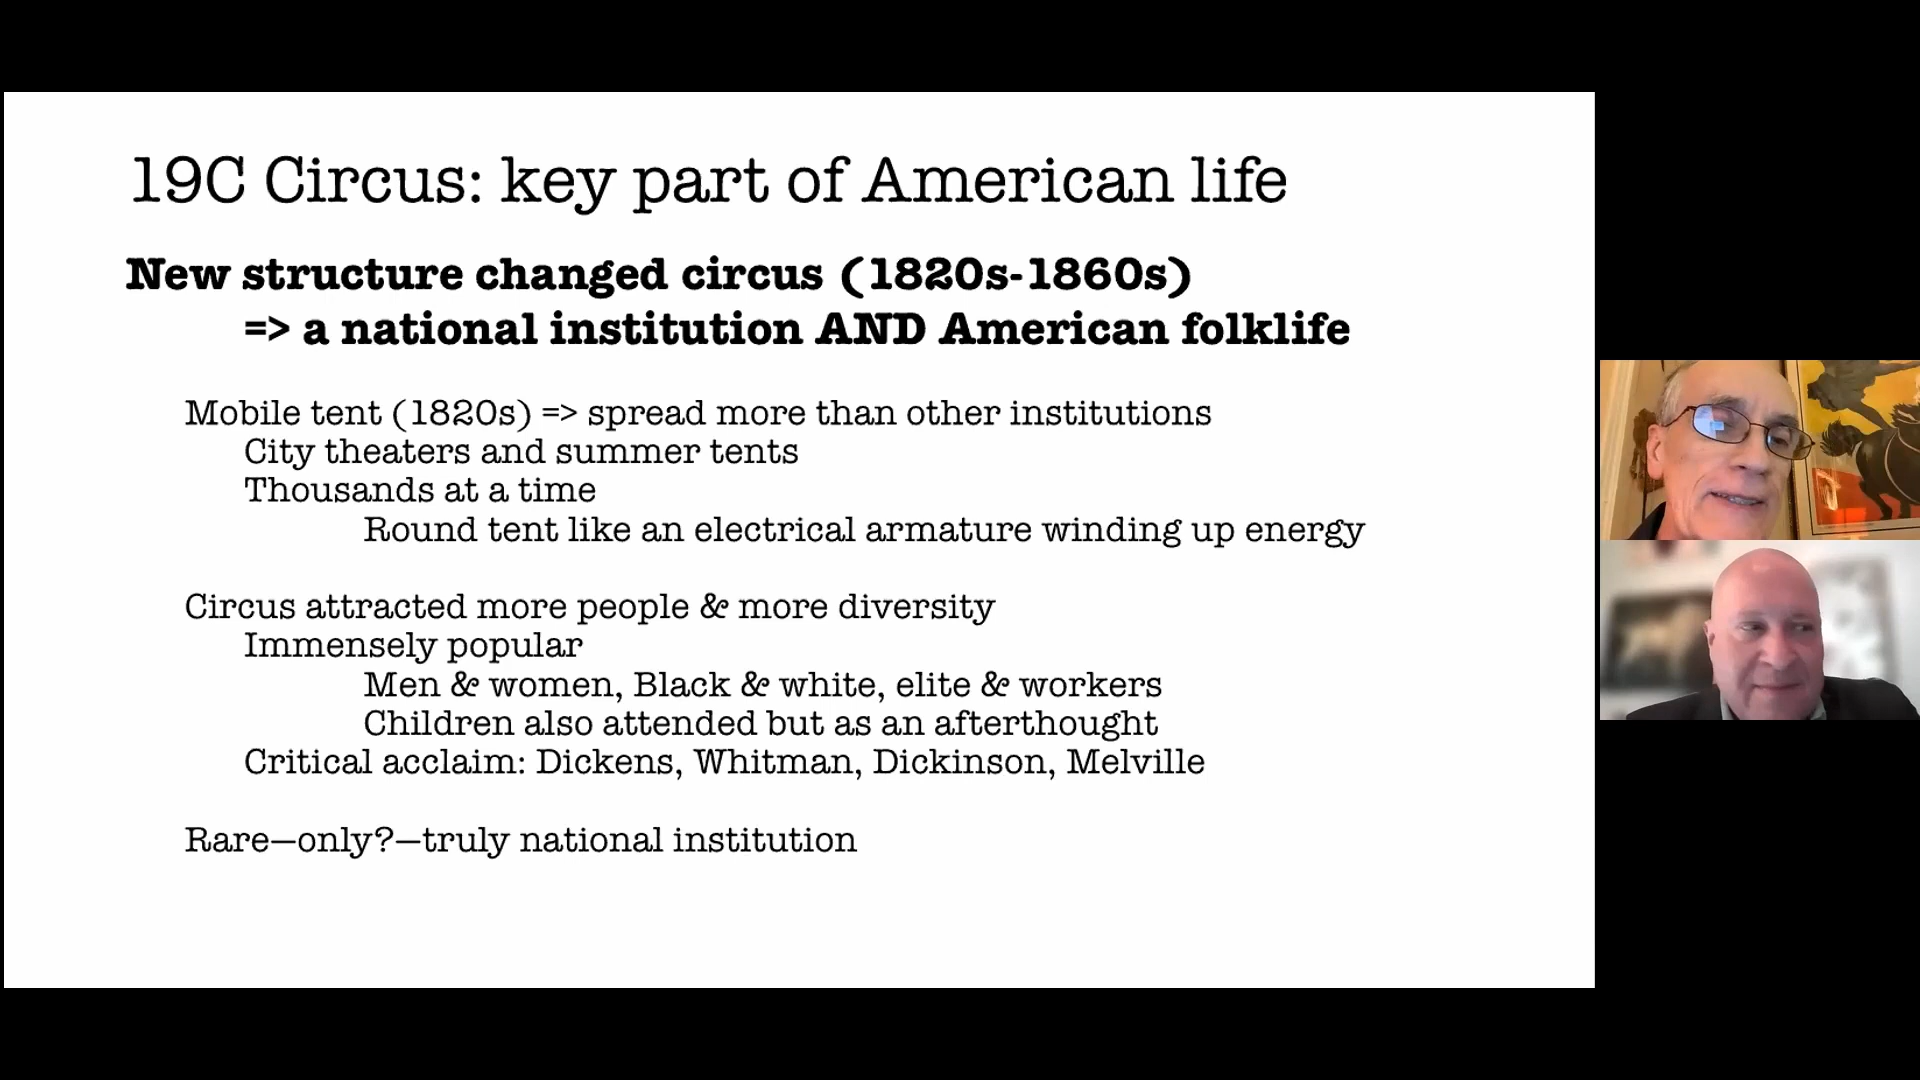 19C Circus: key part of American life
New structure changed circus (1820s-1860s)
=> a national institution AND American folklife
Mobile tent (1820s) => spread more than other institutions
City theaters and summer tents
Thousands at a time
Round tent like an electrical armature winding up energy
Circus attracted more people & more diversity
Immensely popular
Men & women, Black & white, elite & workers
Children also attended but as an afterthought
Critical acclaim: Dickens, Whitman, Dickinson, Melville
Rare—only?—truly national institution